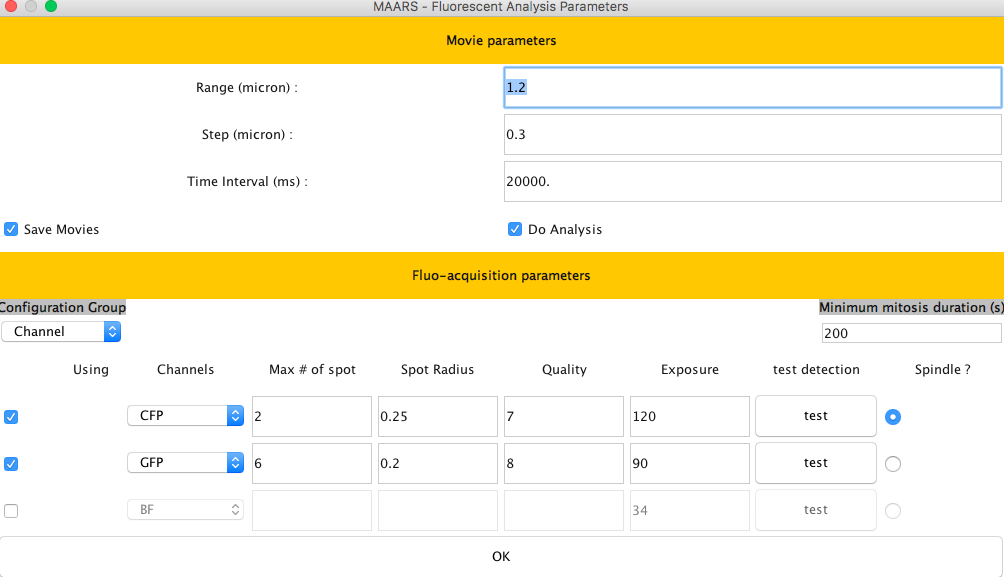 MAARS - Fluorescent Analysis Parameters
Movie parameters
Range (micron) : 1.2
Step (micron) : 0.3
Time Interval (ms) : 20000.
Save Movies Do Analysis
Fluo-acquisition parameters
Configuration Group Minimum mitosis duration (s)
Channel 200
Using Channels Max # of spot Spot Radius Quality Exposure test detection Spindle ?
CFP 2 0.25 7 120 test
GFP 6 0.2 8 90 test
BF 34 test
OK